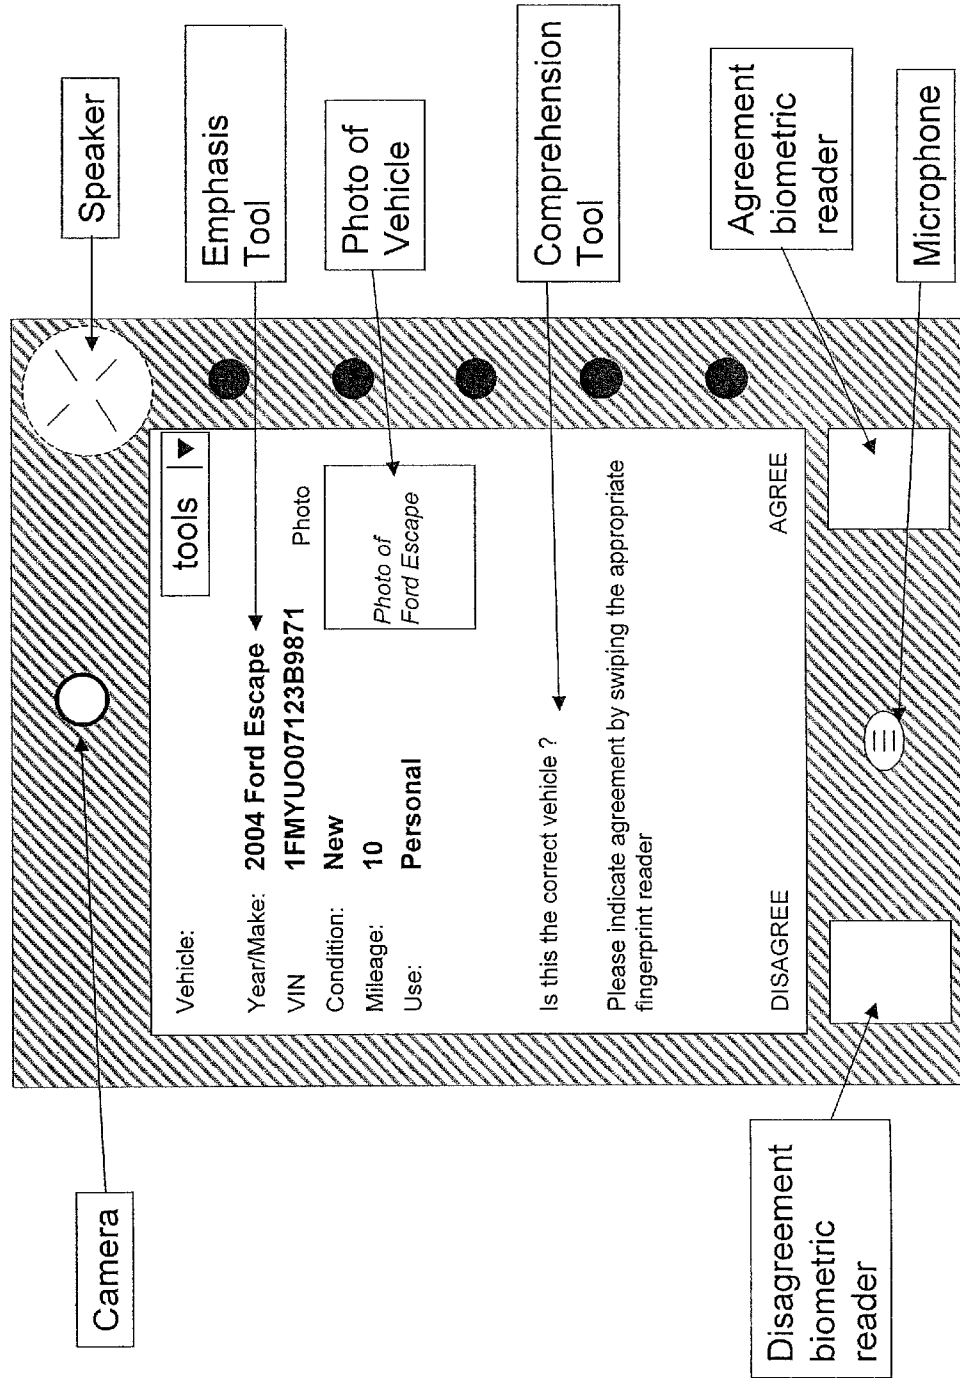 Camera
Speaker
tools
Vehicle:
Year/Make: 2004 Ford Escape
VIN 1FMYUO07123B9871
Condition: New
Mileage: 10
Use: Personal
Photo
Photo of
Ford Escape
Is this the correct vehicle ?
Please indicate agreement by swiping the appropriate
fingerprint reader
DISAGREE AGREE
Emphasis
Tool
Photo of
Vehicle
Comprehension
Tool
Agreement
biometric
reader
Microphone
Disagreement
biometric
reader